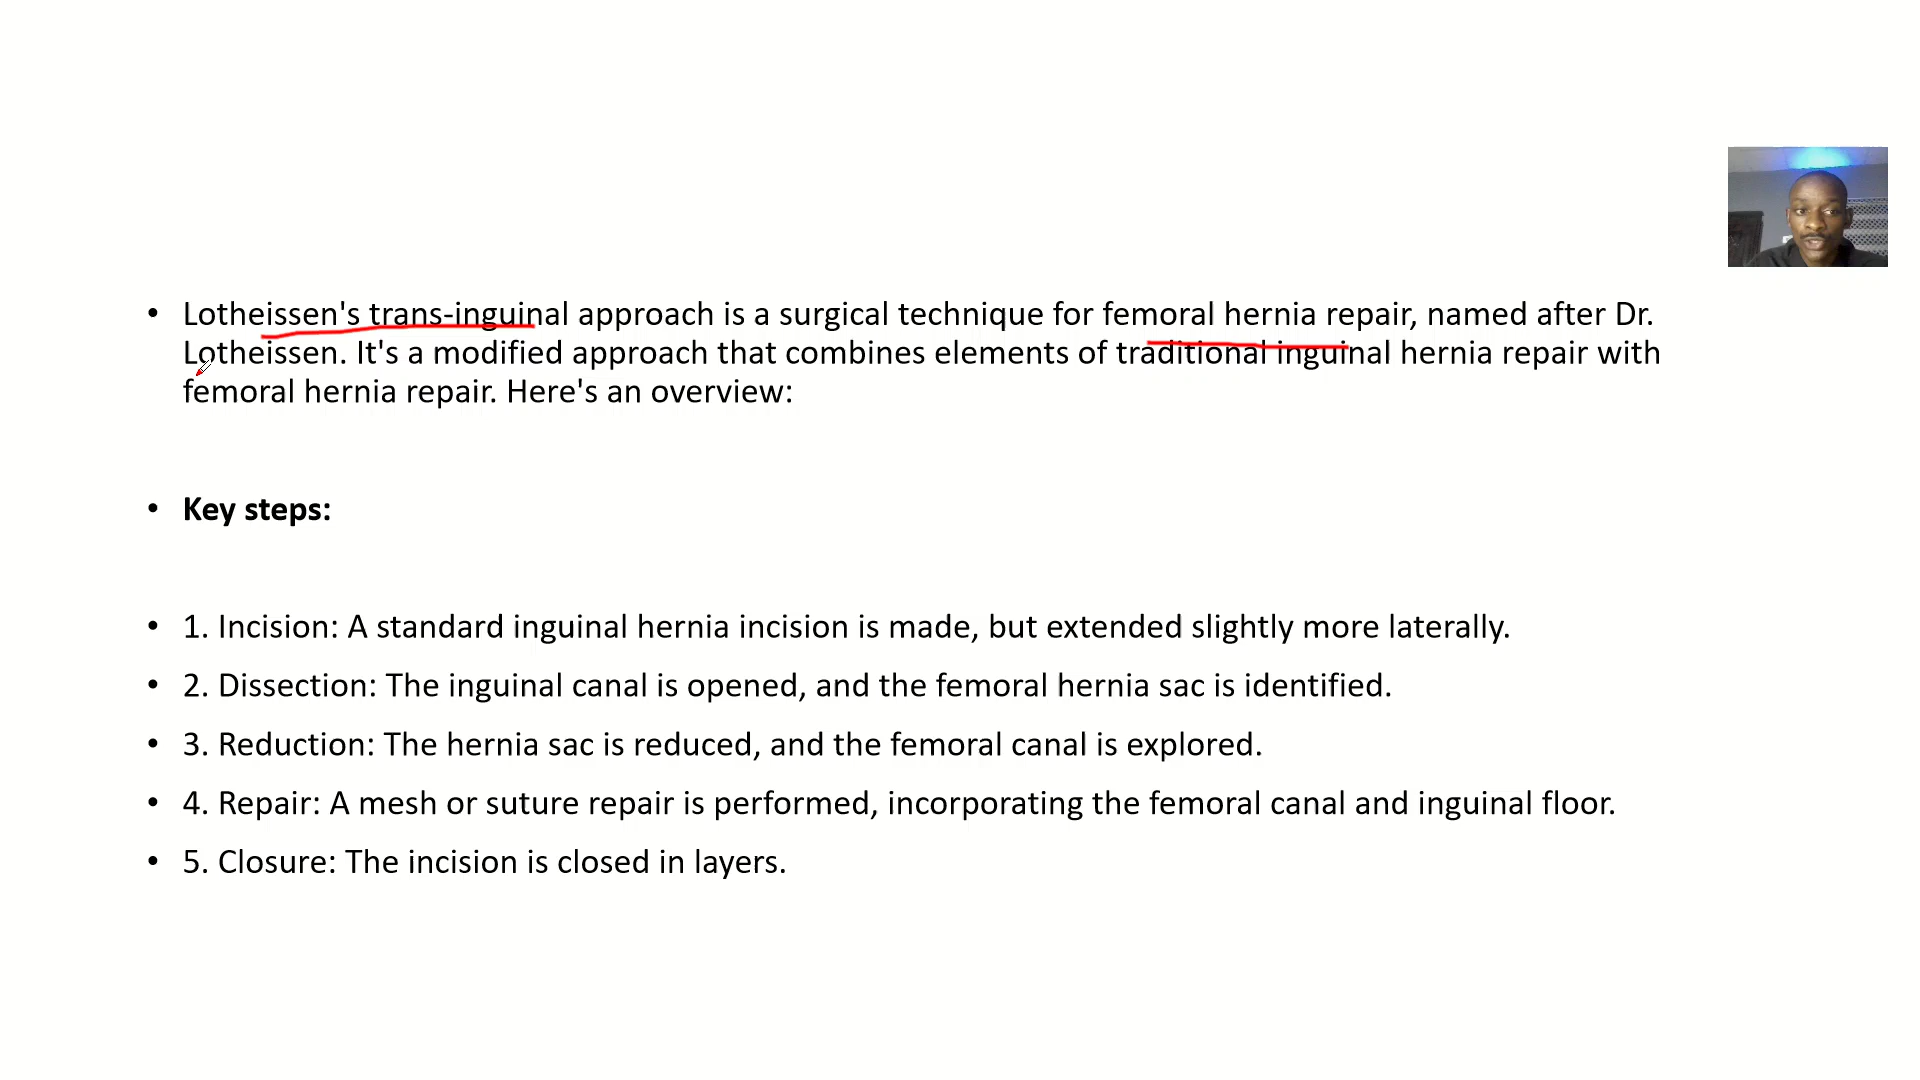 • Lotheissen's trans-inguinal approach is a surgical technique for femoral hernia repair, named after Dr.
Lotheissen. It's a modified approach that combines elements of traditional inguinal hernia repair with
femoral hernia repair. Here's an overview:
• Key steps:
• 1. Incision: A standard inguinal hernia incision is made, but extended slightly more laterally.
• 2. Dissection: The inguinal canal is opened, and the femoral hernia sac is identified.
• 3. Reduction: The hernia sac is reduced, and the femoral canal is explored.
• 4. Repair: A mesh or suture repair is performed, incorporating the femoral canal and inguinal floor.
• 5. Closure: The incision is closed in layers.